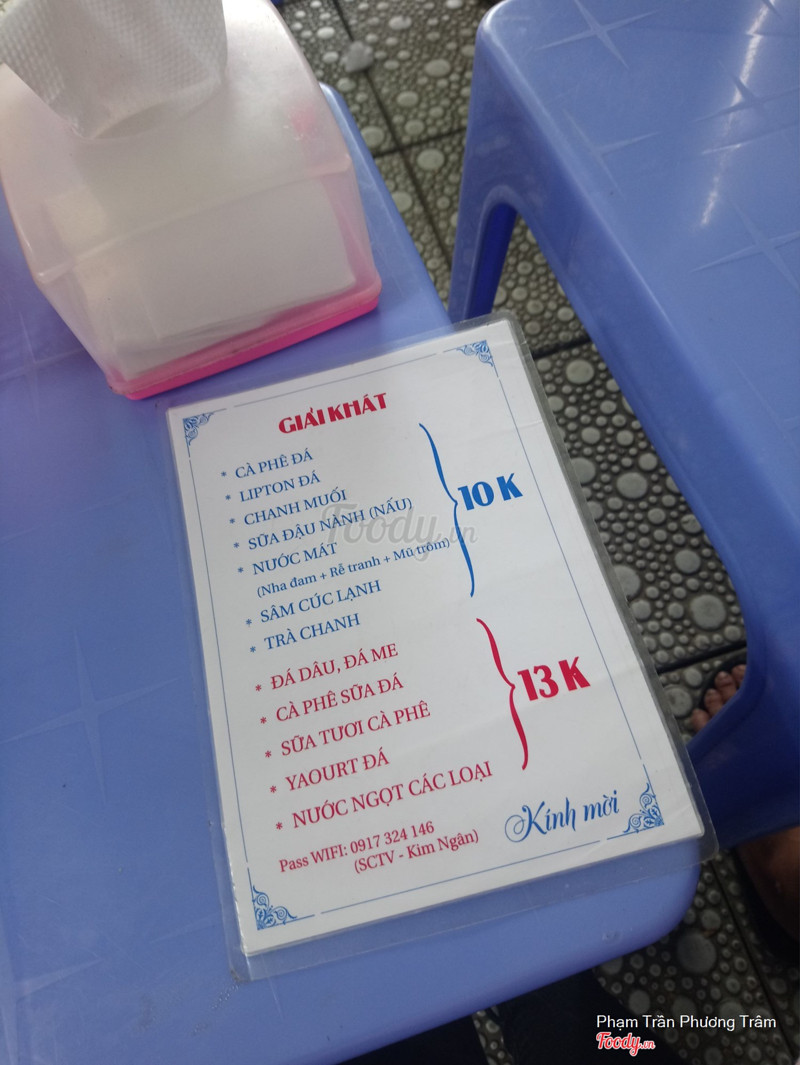 GIẢI KHÁT
* CÀ PHÊ ĐÁ
* LIPTON ĐÁ
* CHANH MUỐI
* SỮA ĐẬU NÀNH (NẤU)
* NƯỚC MÁT
(Nha đam + Rễ tranh + Mũ trôm)
* SÂM CÚC LẠNH
* TRÀ CHANH
10 K
* ĐÁ DÂU, ĐÁ ME
* CÀ PHÊ SỮA ĐÁ
* SỮA TƯƠI CÀ PHÊ
* YAOURT ĐÁ
* NƯỚC NGỌT CÁC LOẠI
13 K
Kính mời
Pass WIFI: 0917 324 146
(SCTV - Kim Ngân)
Foody.vn
Phạm Trần Phương Trâm
Foody.vn